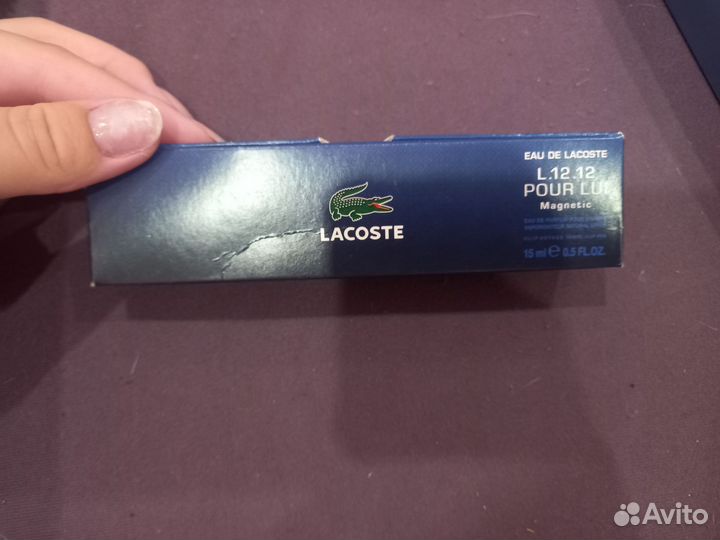 EAU DE LACOSTE
L.12.12
POUR LUI
Magnetic
LACOSTE
15 ml e 0.5 FL.OZ.
Avito